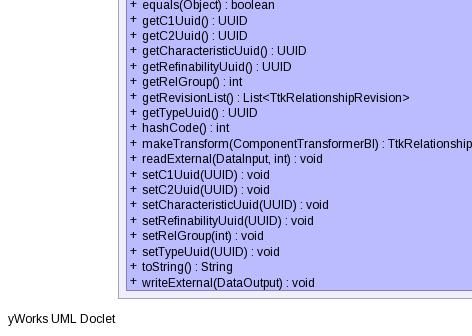 + equals(Object) : boolean
+ getC1Uuid() : UUID
+ getC2Uuid() : UUID
+ getCharacteristicUuid() : UUID
+ getRefinabilityUuid() : UUID
+ getRelGroup() : int
+ getRevisionList() : List<TtkRelationshipRevision>
+ getTypeUuid() : UUID
+ hashCode() : int
+ makeTransform(ComponentTransformerBI) : TtkRelationship
+ readExternal(DataInput, int) : void
+ setC1Uuid(UUID) : void
+ setC2Uuid(UUID) : void
+ setCharacteristicUuid(UUID) : void
+ setRefinabilityUuid(UUID) : void
+ setRelGroup(int) : void
+ setTypeUuid(UUID) : void
+ toString() : String
+ writeExternal(DataOutput) : void
yWorks UML Doclet